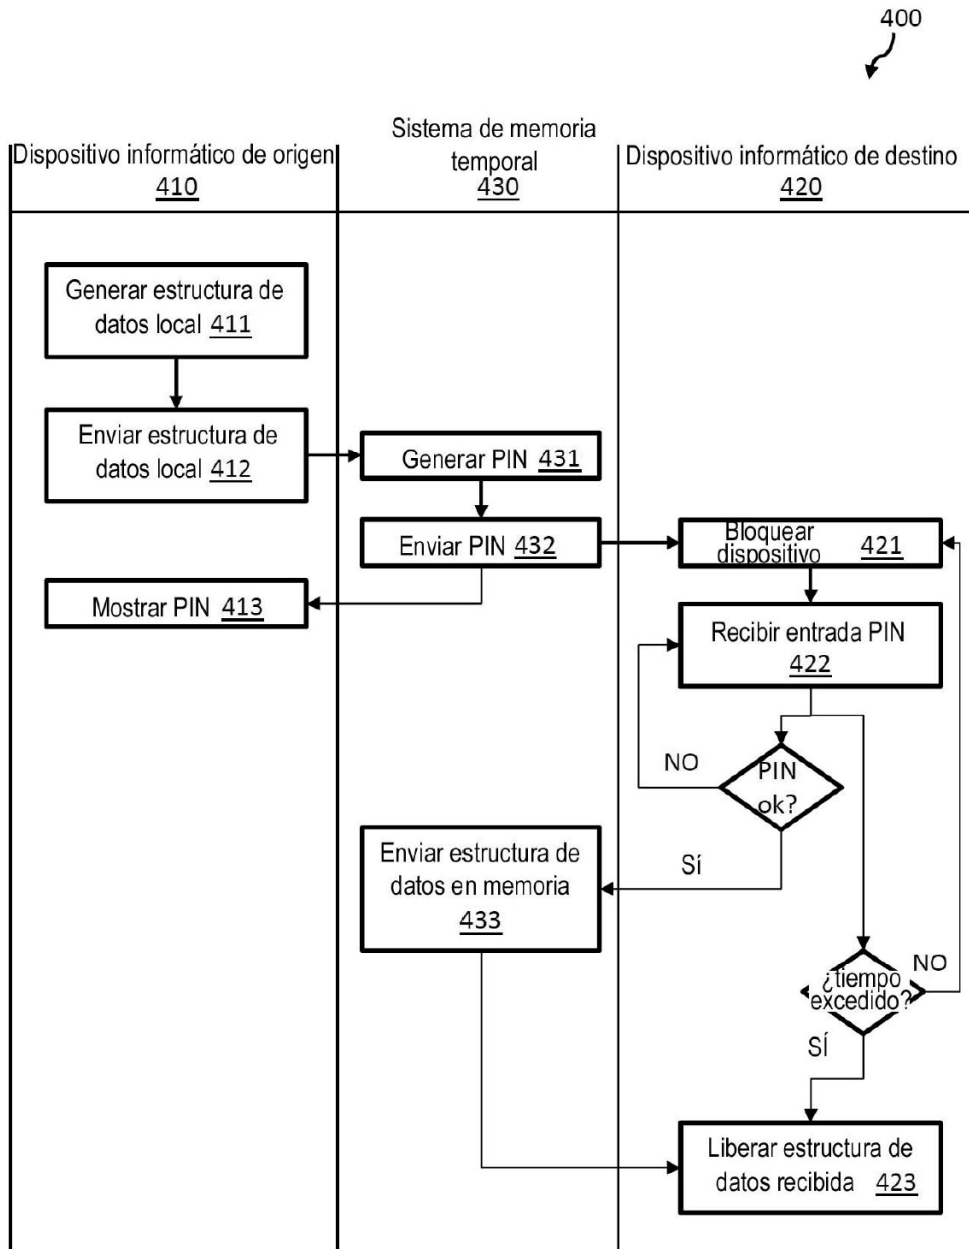 400
Dispositivo informático de origen
410
Sistema de memoria
temporal
430
Dispositivo informático de destino
420
Generar estructura de
datos local 411
Enviar estructura de
datos local 412
Generar PIN 431
Enviar PIN 432
Bloquear
dispositivo 421
Mostrar PIN 413
Recibir entrada PIN
422
NO
PIN
ok?
Enviar estructura de
datos en memoria
433
Sí
NO
¿tiempo
excedido?
SÍ
Liberar estructura de
datos recibida 423